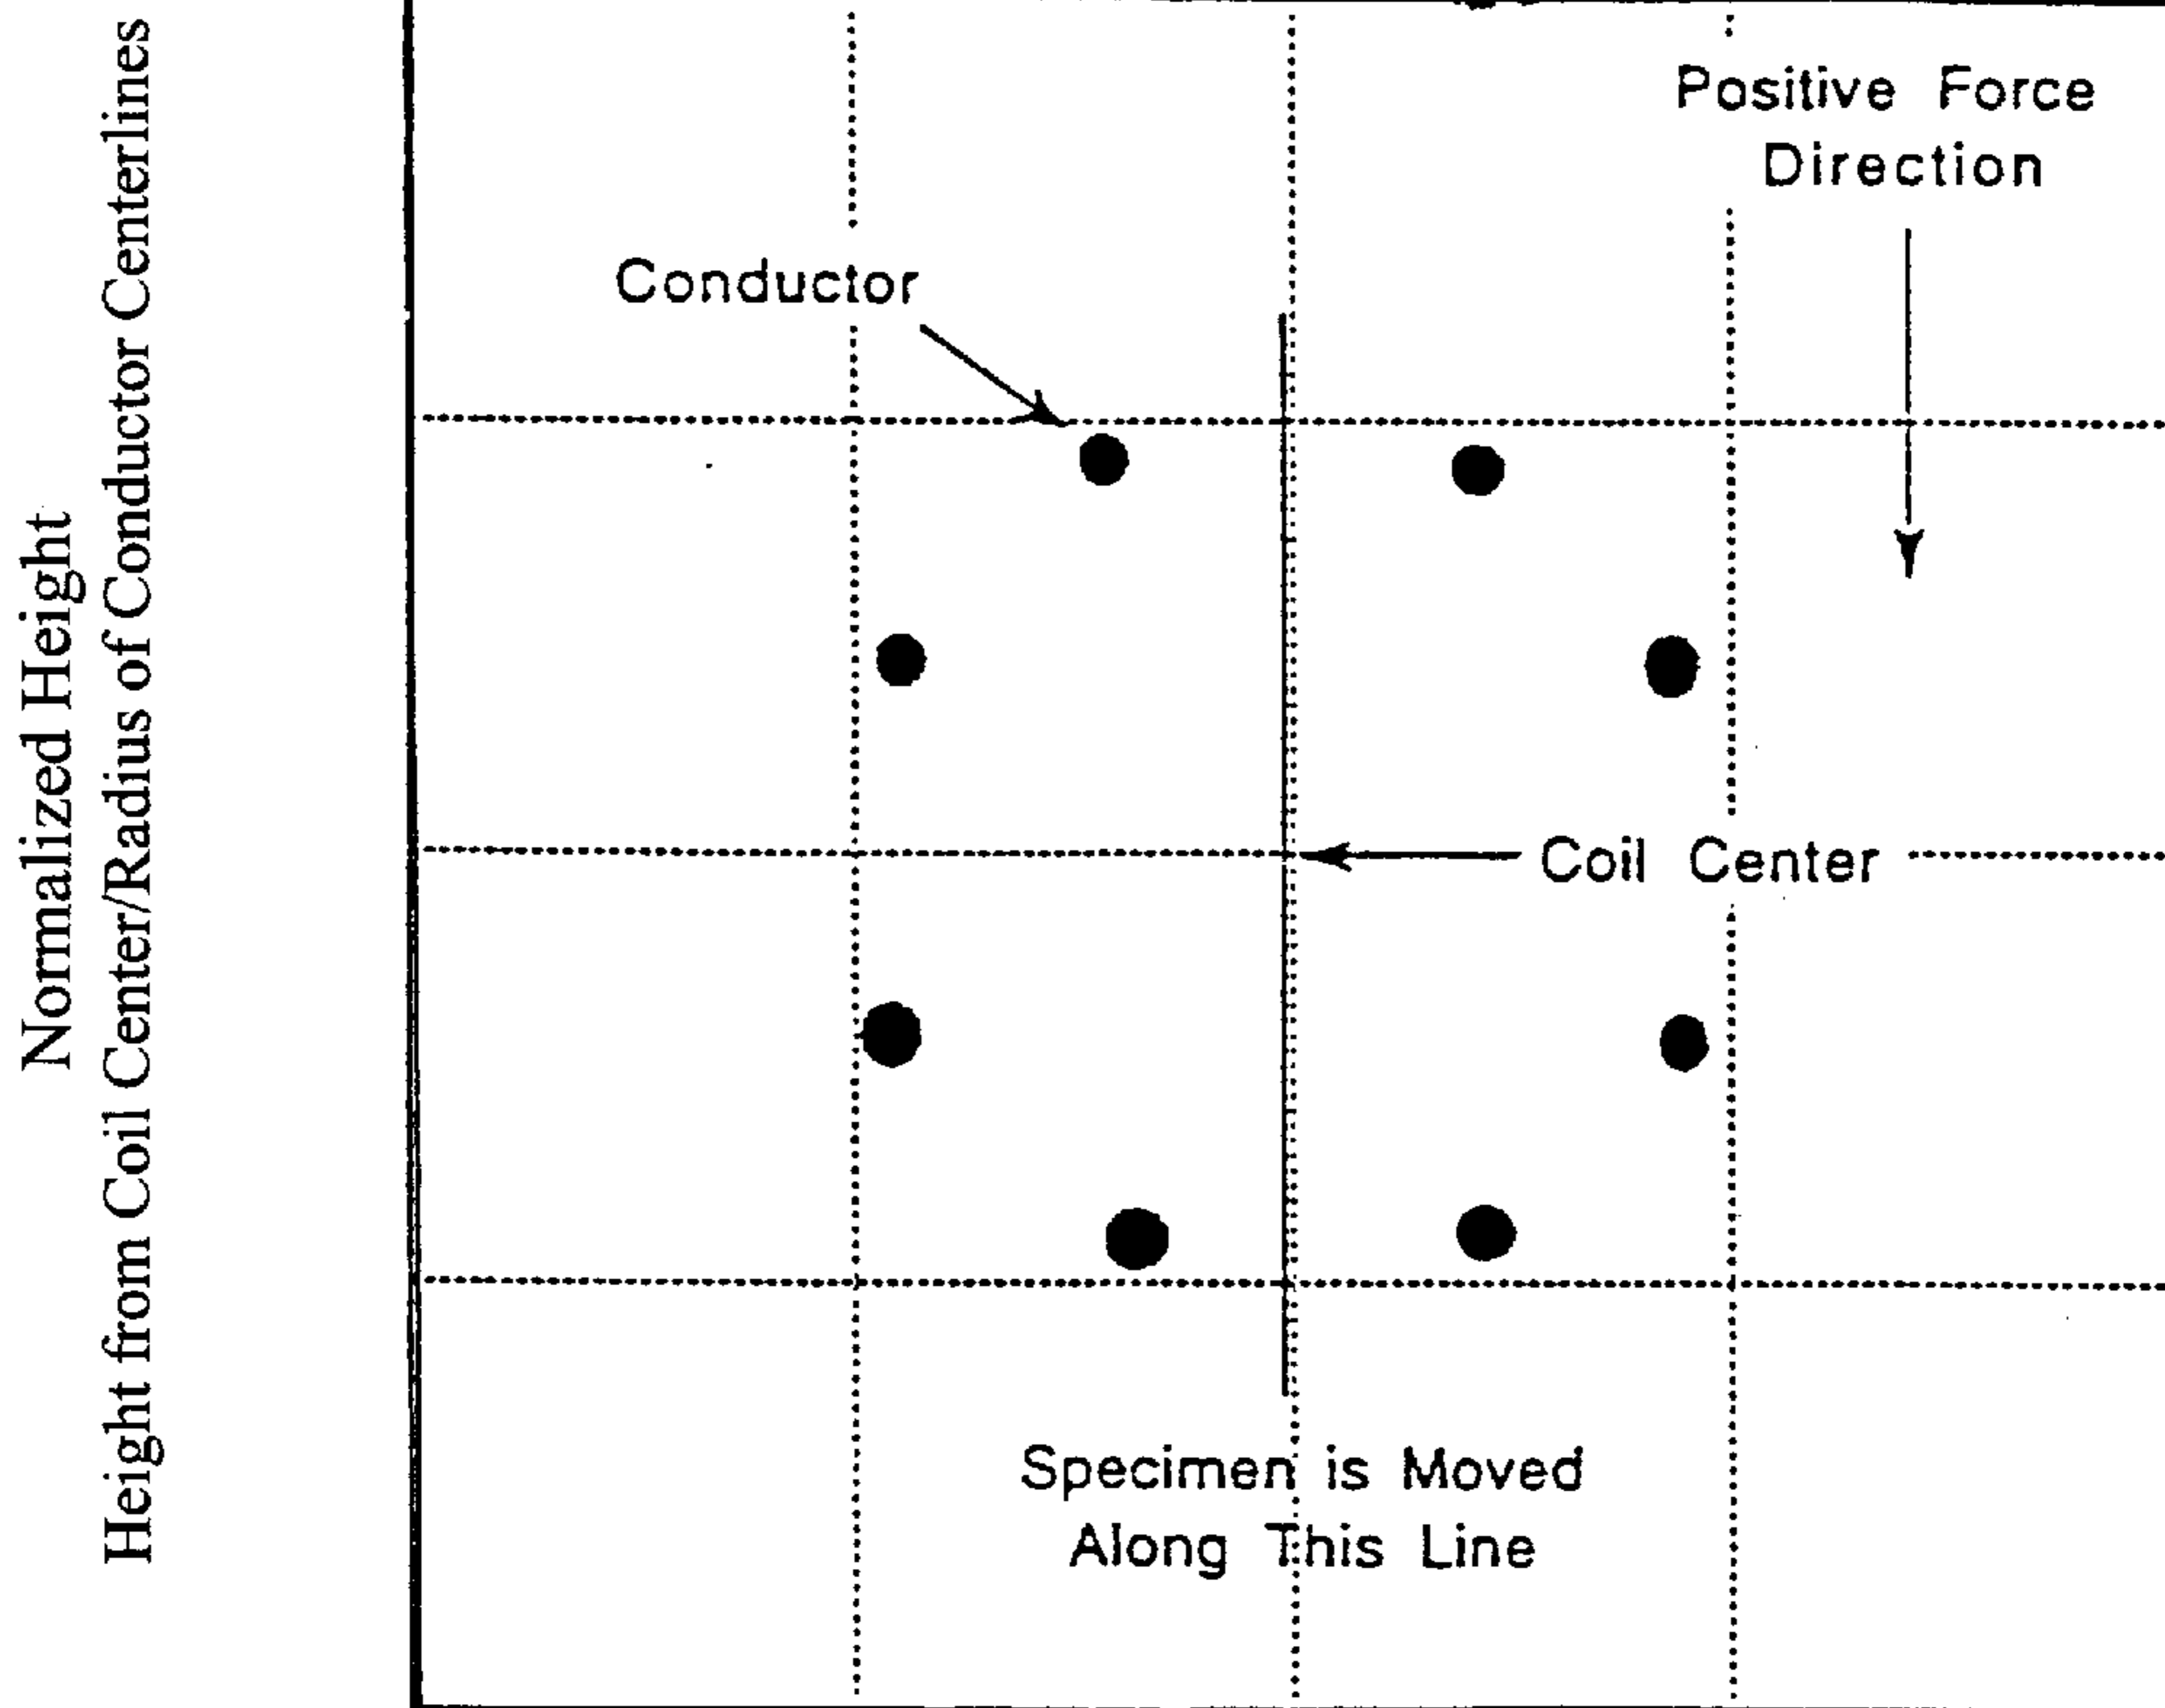 Normalized Height
Height from Coil Center/Radius of Conductor Centerlines
Positive Force
Direction
Conductor
Coil Center
Specimen is Moved
Along This Line